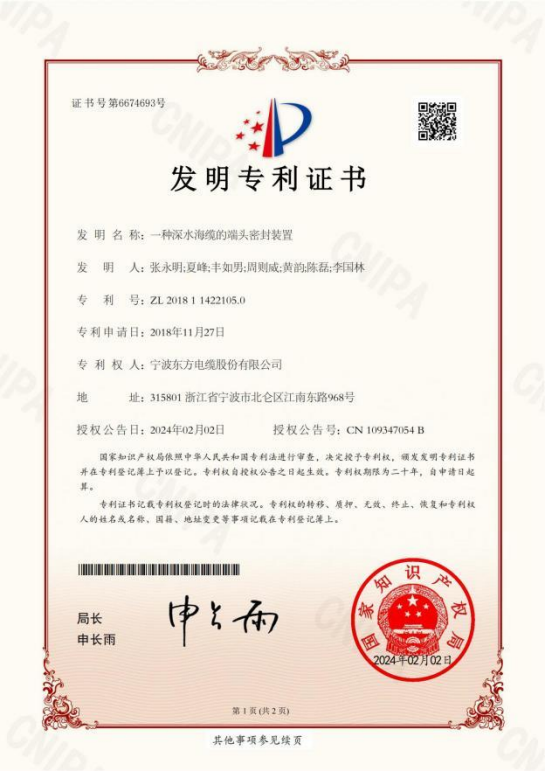 证书号第6674693号
发明专利证书
发明名称：一种深水海缆的端头密封装置
发明人：张永明;夏峰;丰如男;周则威;黄韵;陈磊;李国林
专利号：ZL 2018 1 1422105.0
专利申请日：2018年11月27日
专利权人：宁波东方电缆股份有限公司
地址：315801 浙江省宁波市北仑区江南东路968号
授权公告日：2024年02月02日 授权公告号：CN 109347054 B
国家知识产权局依照中华人民共和国专利法进行审查，决定授予专利权，颁发发明专利证书
并在专利登记簿上予以登记。专利权自授权公告之日起生效。专利权期限为二十年，自申请日起
算。
专利证书记载专利权登记时的法律状况。专利权的转移、质押、无效、终止、恢复和专利权
人的姓名或名称、国籍、地址变更等事项记载在专利登记簿上。
局长
申长雨
申长雨
国家知识产权局
2024年02月02日
第 1 页 (共 2 页)
其他事项参见续页
CNIPA
CNIPA
CNIPA
CNIPA
CNIPA